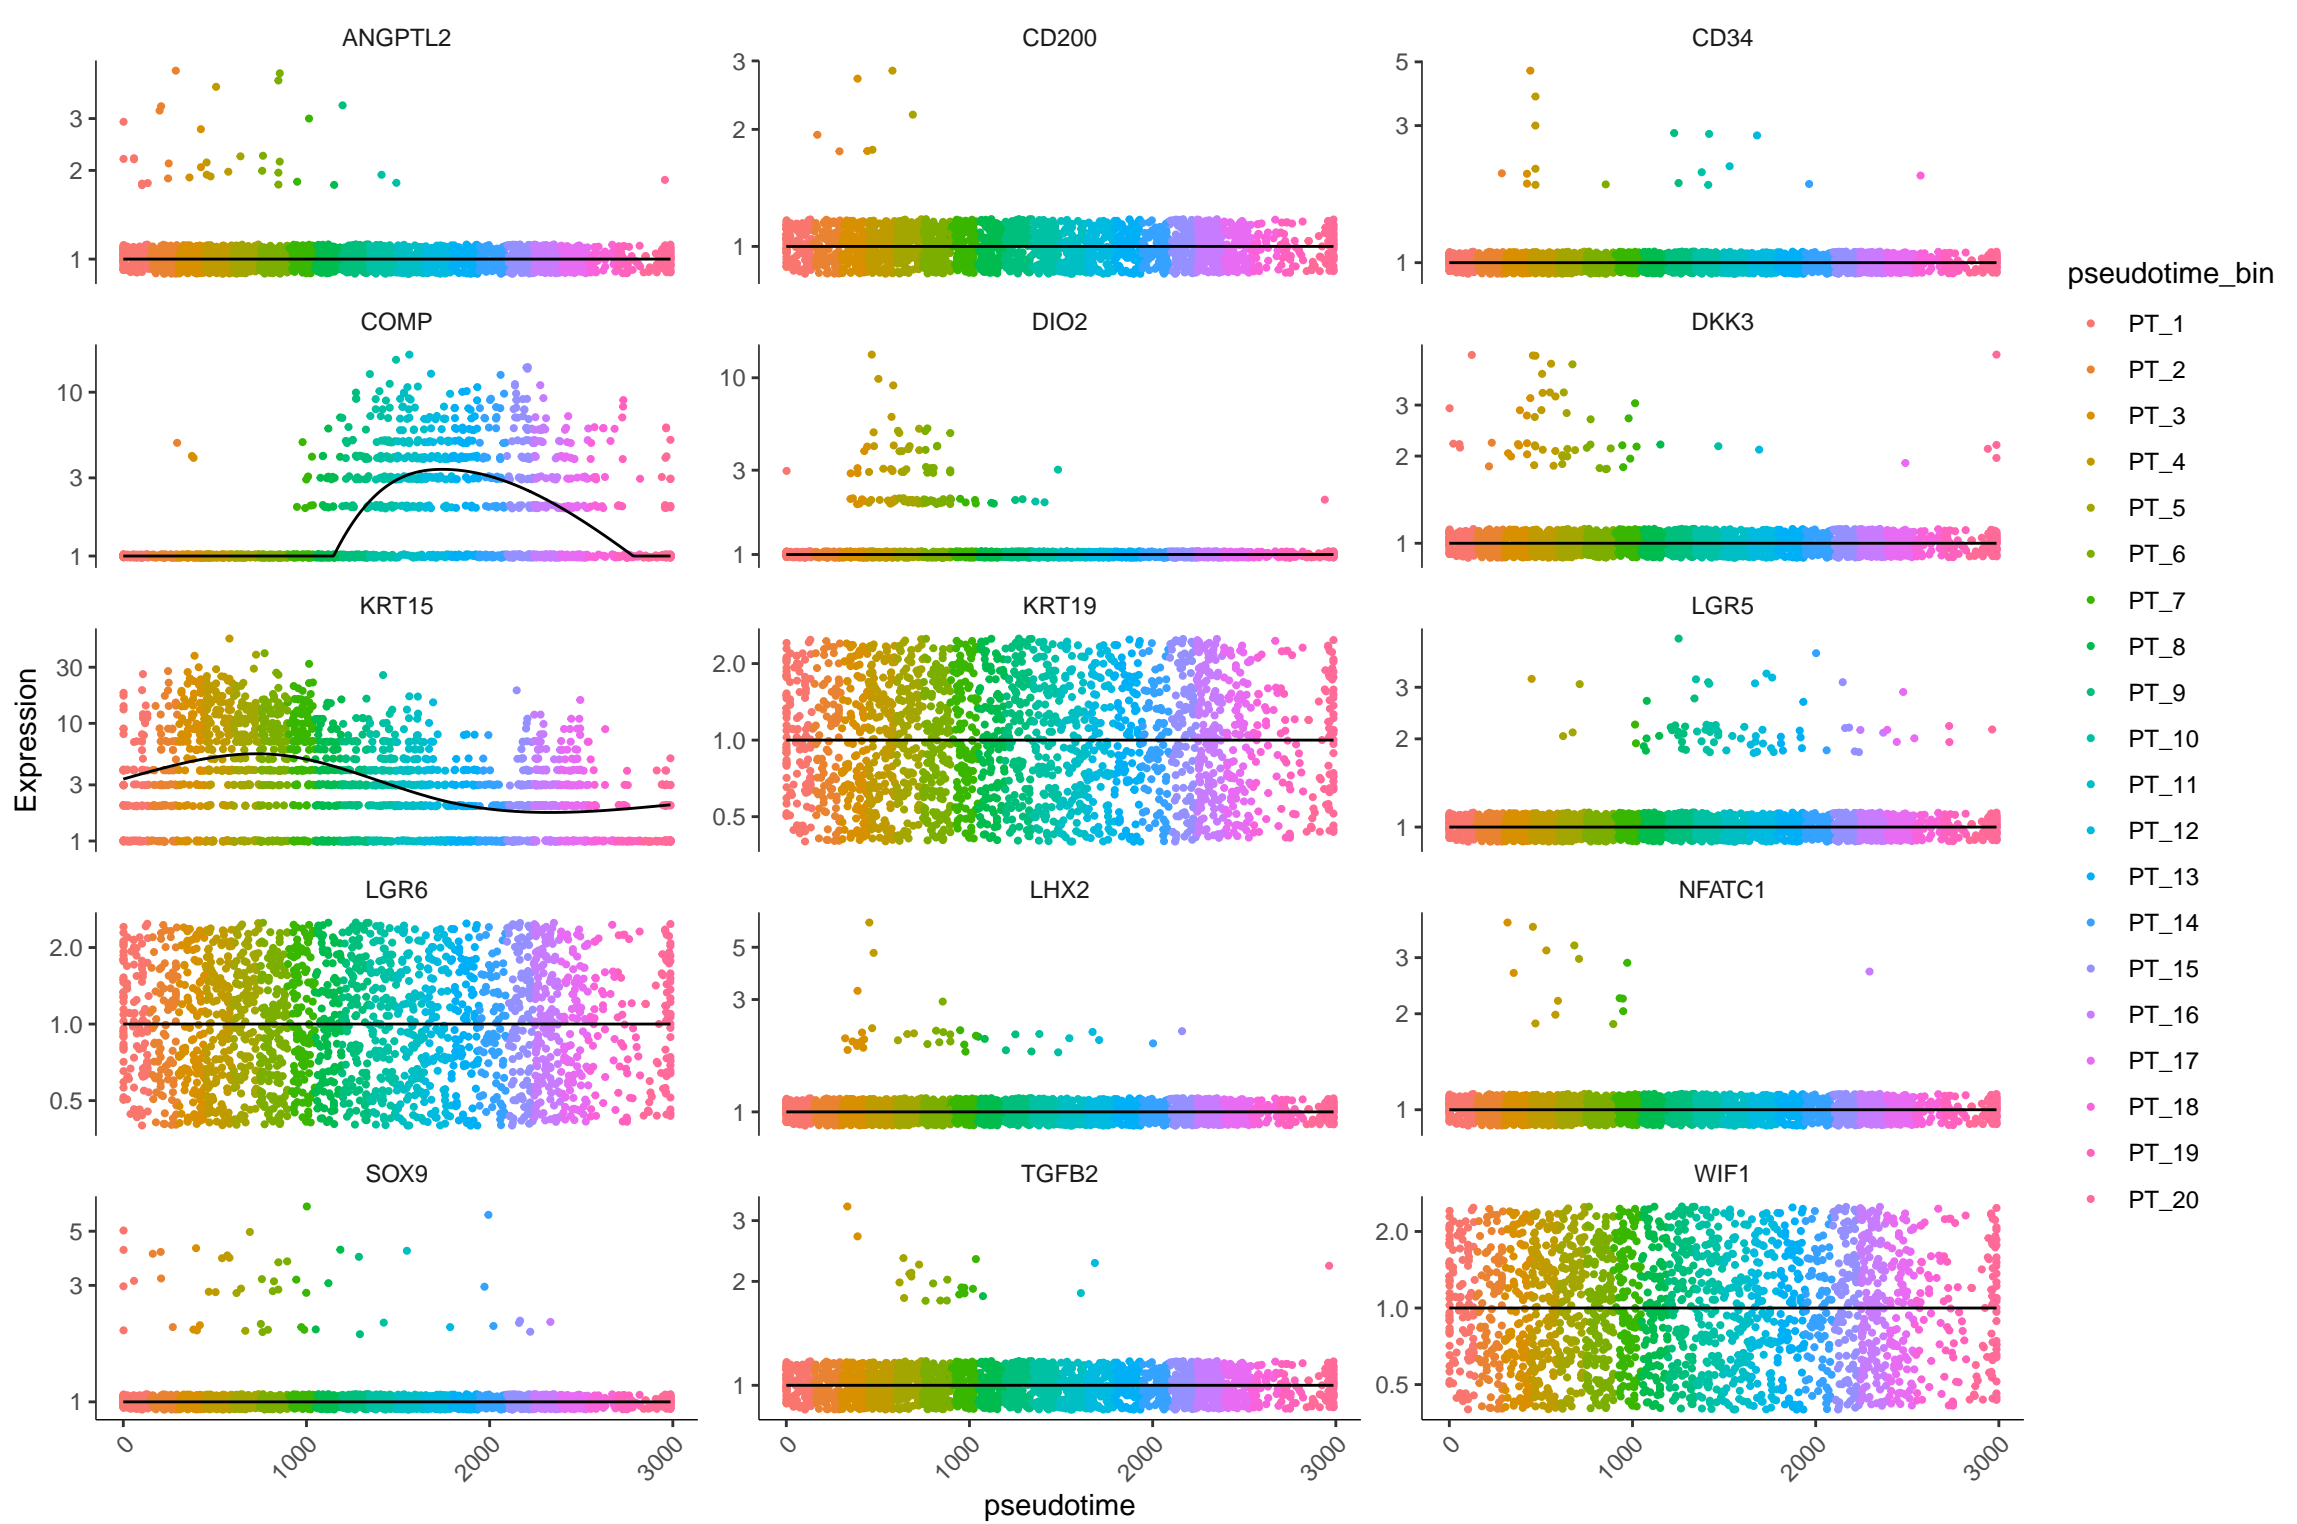 ANGPTL2 CD200 CD34
3 2 1
3 2 1
5 3 1
COMP DIO2 DKK3
10 3 1
10 3 1
3 2 1
KRT15 KRT19 LGR5
30 10 3 1
2.0 1.0 0.5
3 2 1
LGR6 LHX2 NFATC1
2.0 1.0 0.5
5 3 1
3 2 1
SOX9 TGFB2 WIF1
5 3 1
3 2 1
2.0 1.0 0.5
0 1000 2000 3000
0 1000 2000 3000
0 1000 2000 3000
Expression
pseudotime
pseudotime_bin
PT_1
PT_2
PT_3
PT_4
PT_5
PT_6
PT_7
PT_8
PT_9
PT_10
PT_11
PT_12
PT_13
PT_14
PT_15
PT_16
PT_17
PT_18
PT_19
PT_20